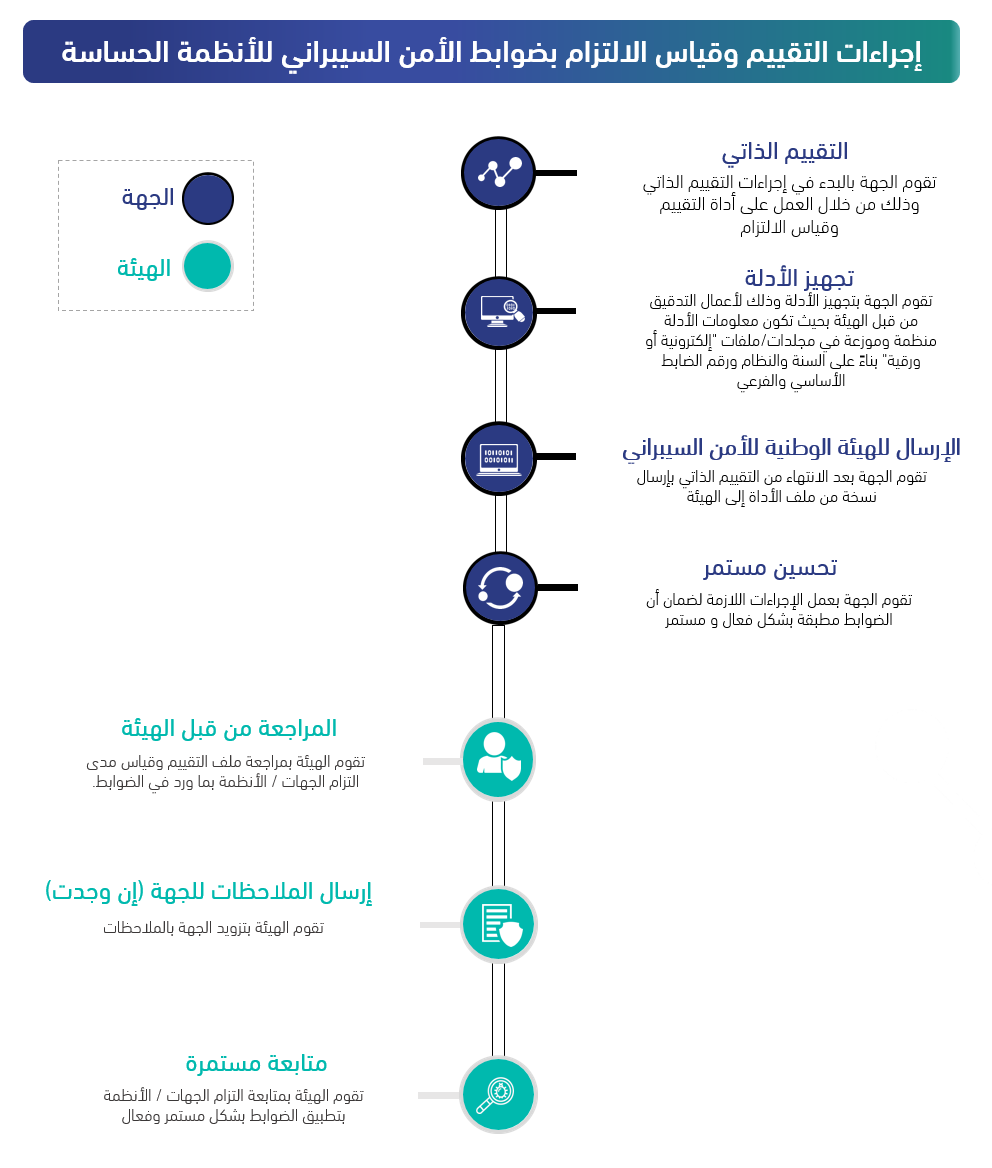 إجراءات التقييم وقياس الالتزام بضوابط الأمن السيبراني للأنظمة الحساسة
الجهة
الهيئة
التقييم الذاتي
تقوم الجهة بالبدء في إجراءات التقييم الذاتي
وذلك من خلال العمل على أداة التقييم
وقياس الالتزام
تجهيز الأدلة
تقوم الجهة بتجهيز الأدلة وذلك لأعمال التدقيق
من قبل الهيئة بحيث تكون معلومات الأدلة
منظمة وموزعة في مجلدات/ملفات "إلكترونية أو
ورقية" بناءً على السنة والنظام ورقم الضابط
الأساسي والفرعي
الإرسال للهيئة الوطنية للأمن السيبراني
تقوم الجهة بعد الانتهاء من التقييم الذاتي بإرسال
نسخة من ملف الأداة إلى الهيئة
01101010
00101011
تحسين مستمر
تقوم الجهة بعمل الإجراءات اللازمة لضمان أن
الضوابط مطبقة بشكل فعال و مستمر
المراجعة من قبل الهيئة
تقوم الهيئة بمراجعة ملف التقييم وقياس مدى
التزام الجهات / الأنظمة بما ورد في الضوابط.
إرسال الملاحظات للجهة (إن وجدت)
تقوم الهيئة بتزويد الجهة بالملاحظات
متابعة مستمرة
تقوم الهيئة بمتابعة التزام الجهات / الأنظمة
بتطبيق الضوابط بشكل مستمر وفعال